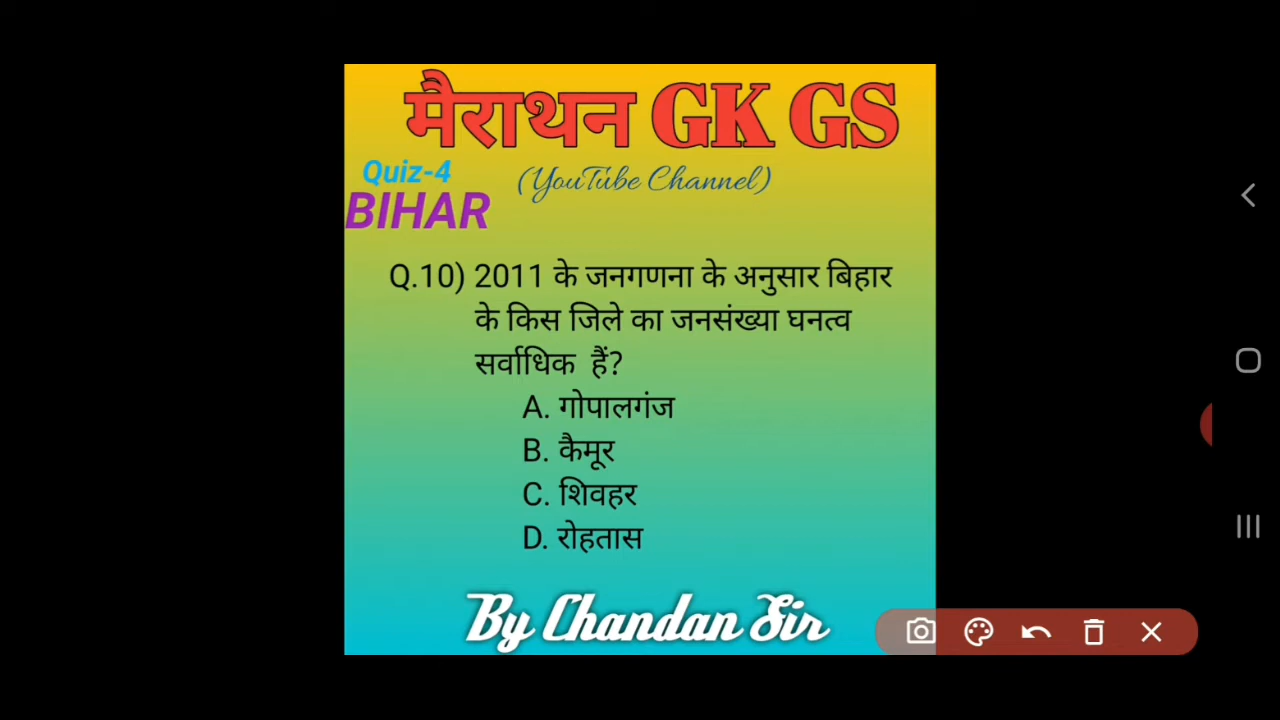 मैराथन GK GS
(YouTube Channel)
Quiz-4
BIHAR
Q.10) 2011 के जनगणना के अनुसार बिहार
के किस जिले का जनसंख्या घनत्व
सर्वाधिक हैं?
A. गोपालगंज
B. कैमूर
C. शिवहर
D. रोहतास
By Chandan Sir